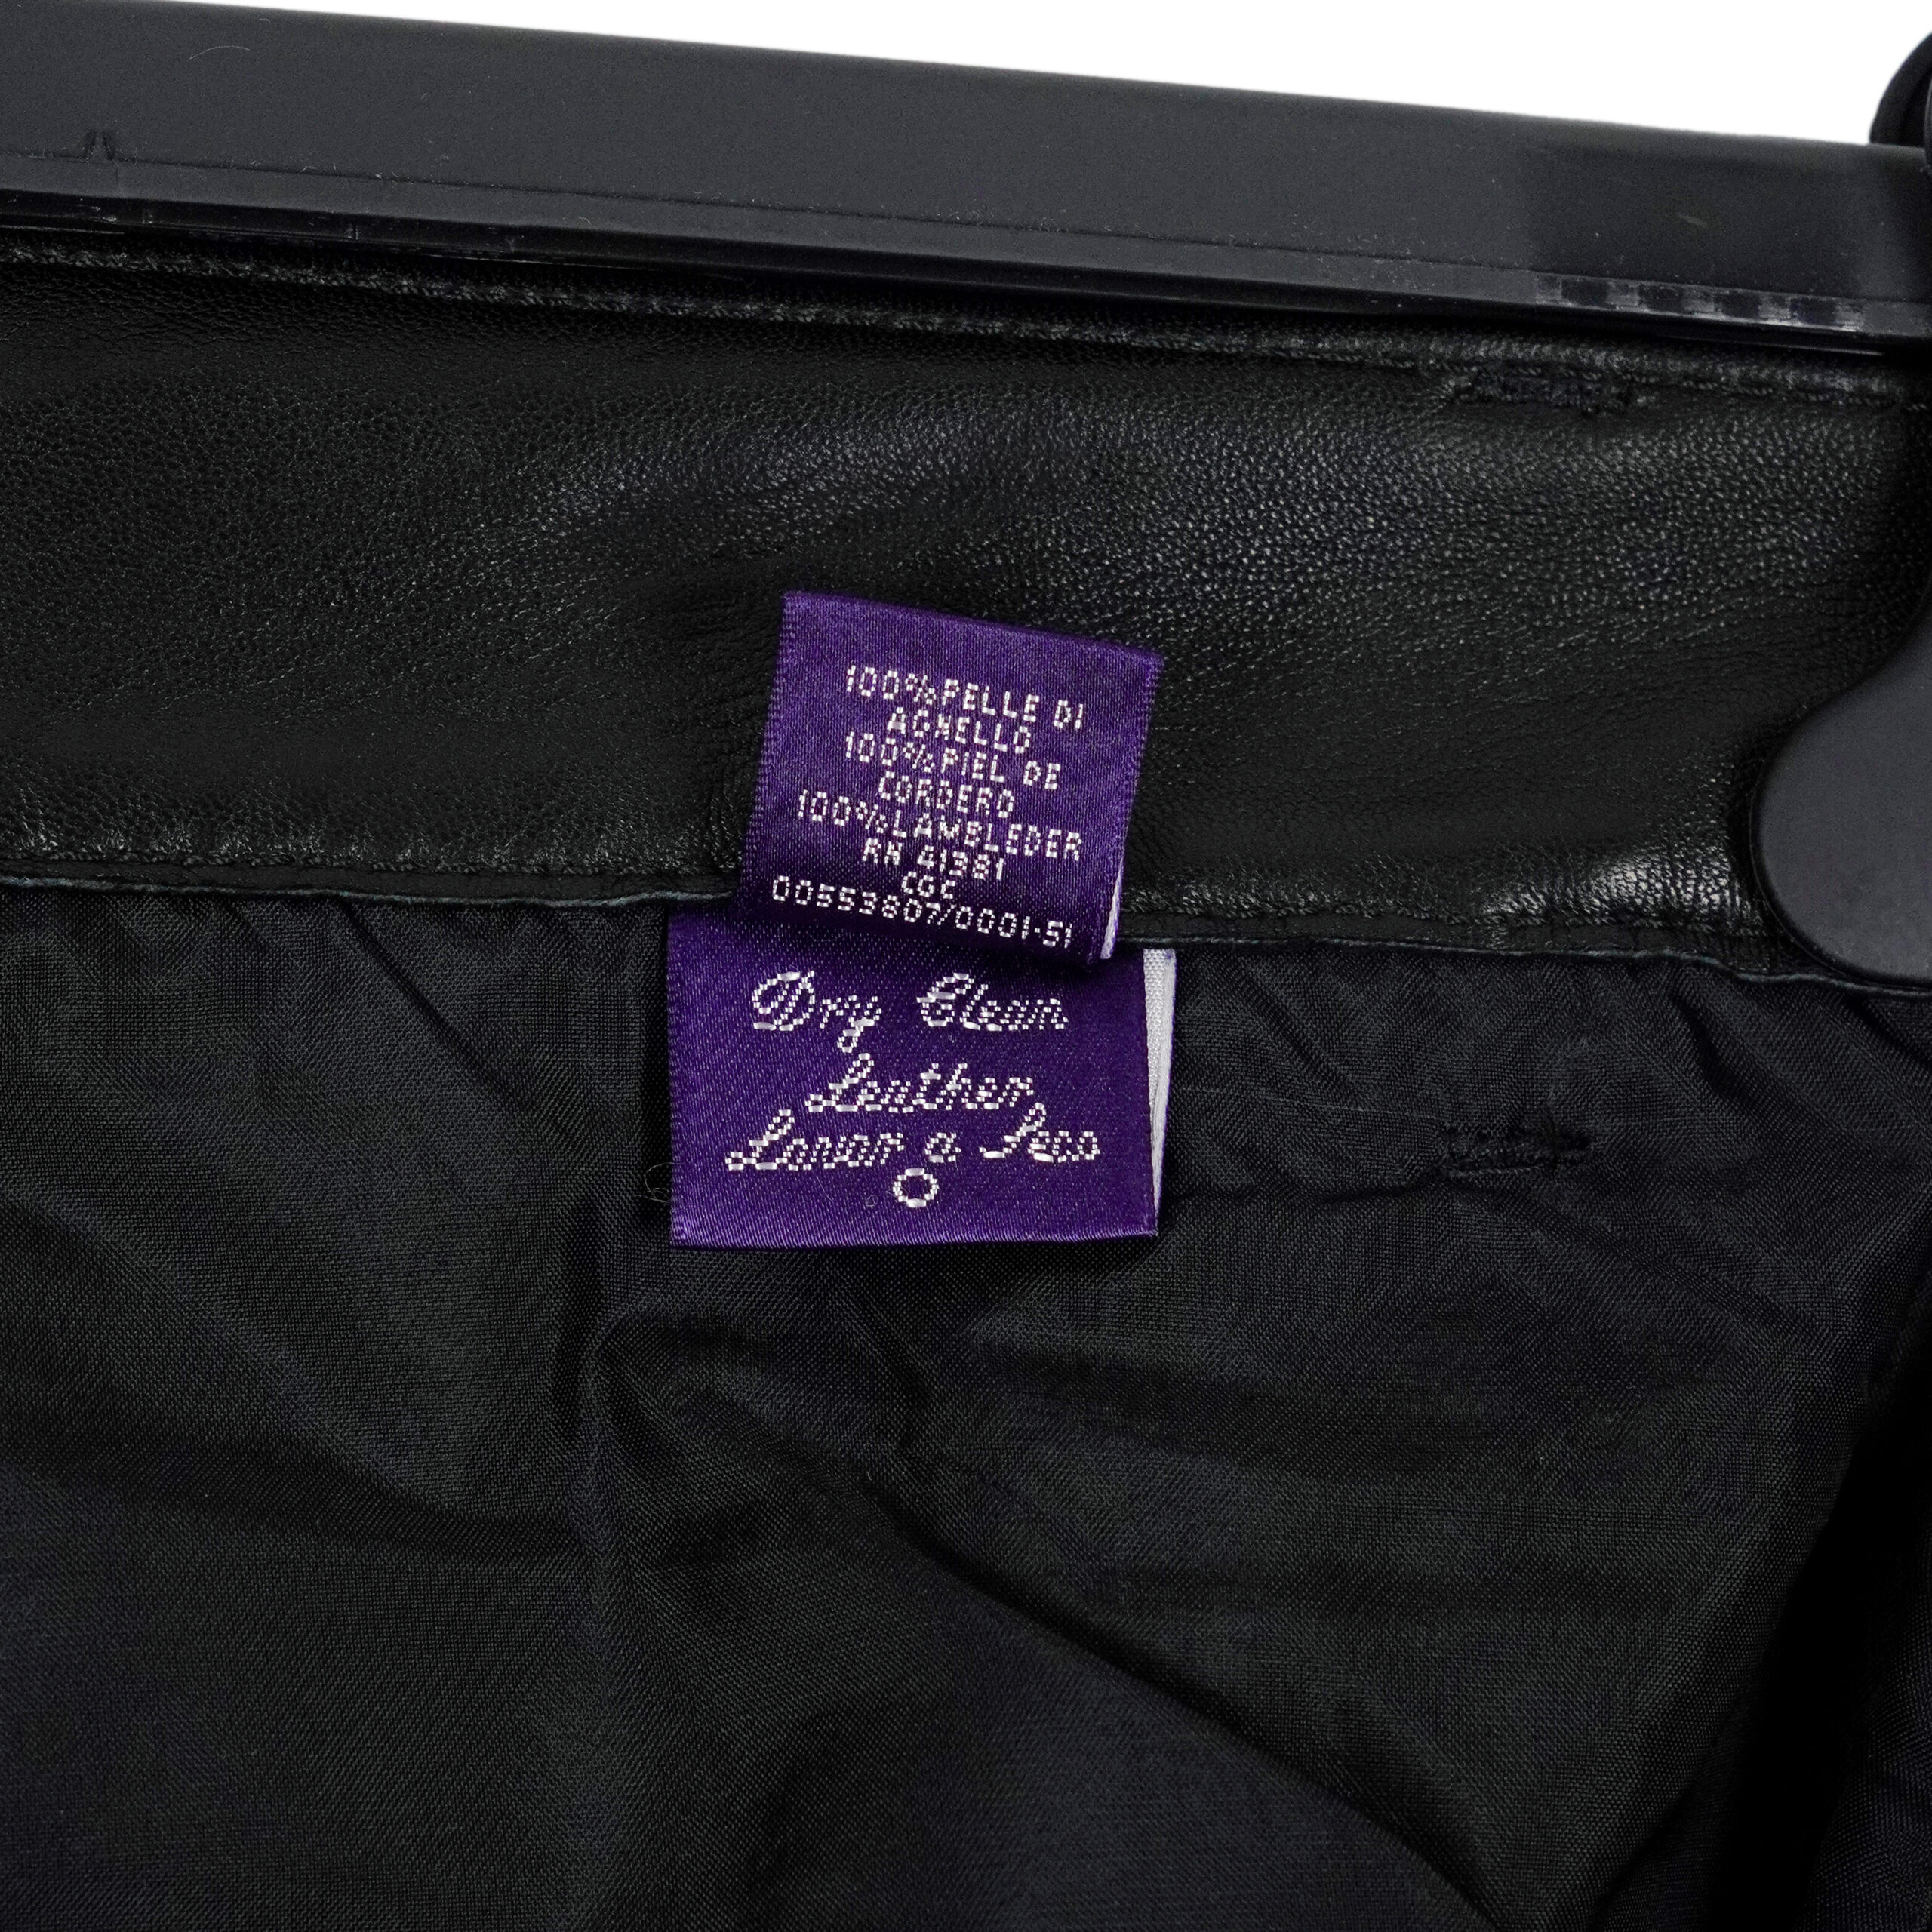 100% PELLE DI
AGNELLO
100% PIEL DE
CORDERO
100% LAMBLEDER
RN 41381
CGC
00553807/0001-51
Dry Clean
Leather
Lavar a Seco